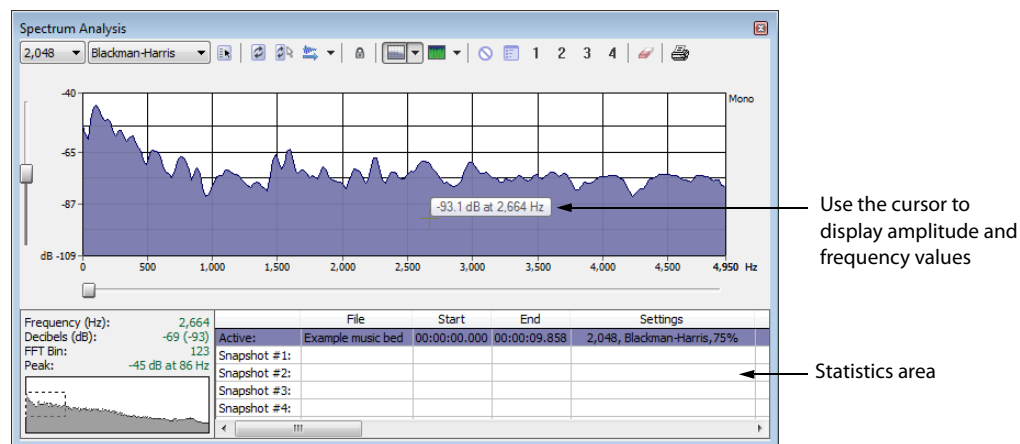 Spectrum Analysis
2,048 Blackman-Harris 1 2 3 4
-40
Mono
-65
-87
-93.1 dB at 2,664 Hz
dB -109
0 500 1,000 1,500 2,000 2,500 3,000 3,500 4,000 4,500 4,950 Hz
Use the cursor to
display amplitude and
frequency values
Frequency (Hz): 2,664
Decibels (dB): -69 (-93)
FFT Bin: 123
Peak: -45 dB at 86 Hz
File Start End Settings
Active: Example music bed 00:00:00.000 00:00:09.858 2,048, Blackman-Harris,75%
Snapshot #1:
Snapshot #2:
Snapshot #3:
Snapshot #4:
Statistics area